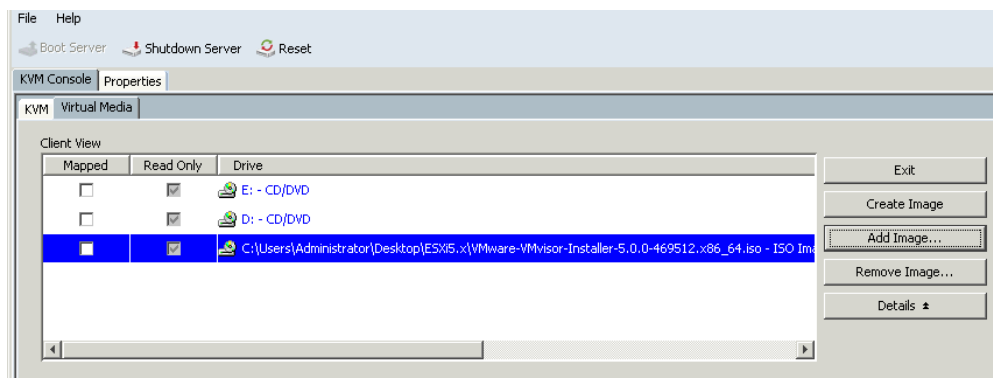 File Help
Boot Server Shutdown Server Reset
KVM Console Properties
KVM Virtual Media
Client View
Mapped Read Only Drive
E: - CD/DVD
D: - CD/DVD
C:\Users\Administrator\Desktop\ESXi5.x\VMware-VMvisor-Installer-5.0.0-469512.x86_64.iso - ISO Ima
Exit
Create Image
Add Image...
Remove Image...
Details